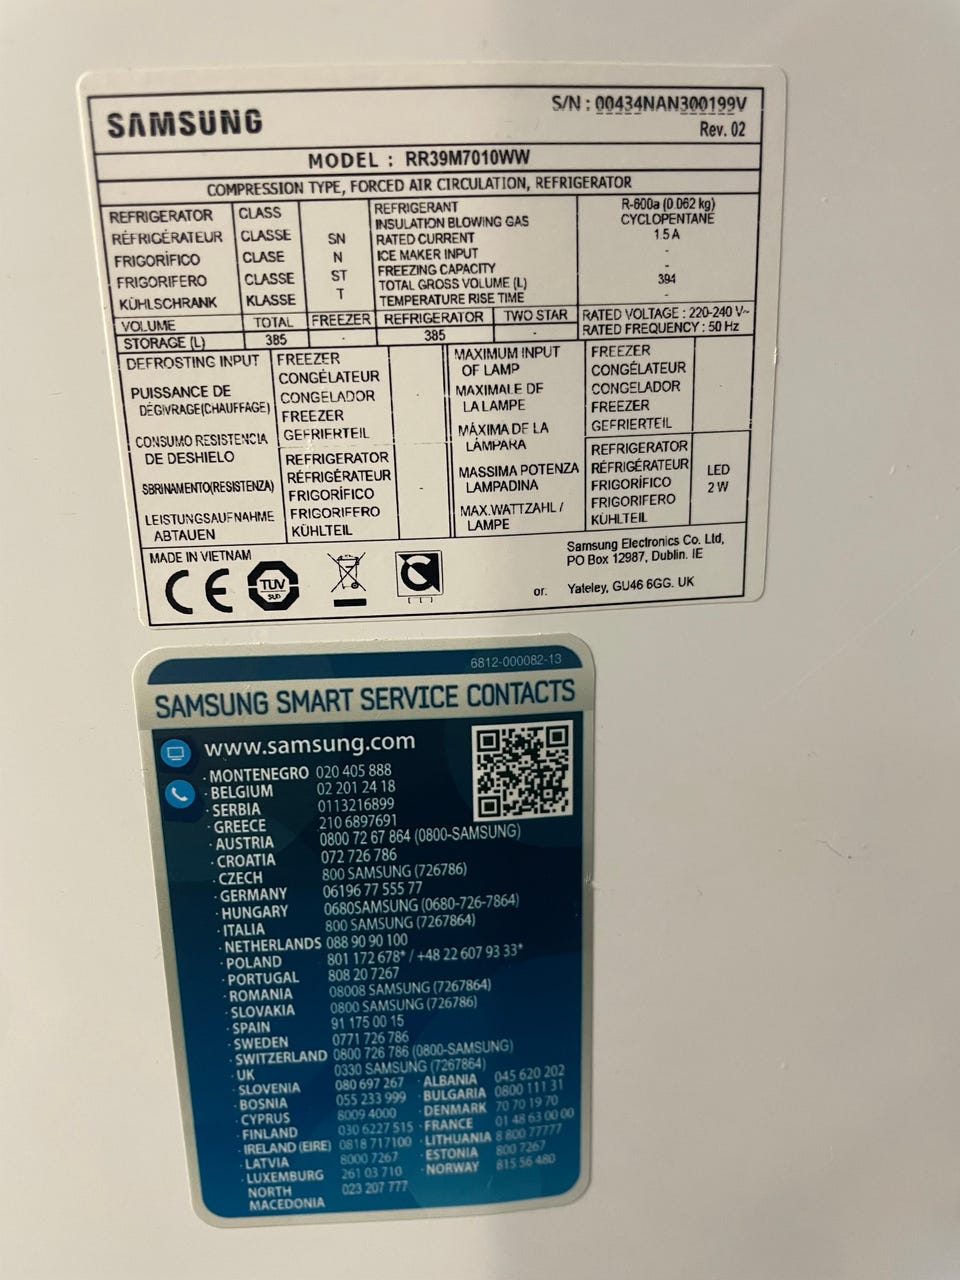 SAMSUNG
S/N : 00434NAN300199V
Rev. 02
MODEL : RR39M7010WW
COMPRESSION TYPE, FORCED AIR CIRCULATION, REFRIGERATOR
REFRIGERATOR CLASS
RÉFRIGÉRATEUR CLASSE SN
FRIGORÍFICO CLASE N
FRIGORIFERO CLASSE ST
KÜHLSCHRANK KLASSE T
REFRIGERANT R-600a (0.062 kg)
INSULATION BLOWING GAS CYCLOPENTANE
RATED CURRENT 1.5 A
ICE MAKER INPUT -
FREEZING CAPACITY -
TOTAL GROSS VOLUME (L) 394
TEMPERATURE RISE TIME -
VOLUME TOTAL FREEZER REFRIGERATOR TWO STAR
STORAGE (L) 385 - 385 -
RATED VOLTAGE : 220-240 V~
RATED FREQUENCY : 50 Hz
DEFROSTING INPUT
PUISSANCE DE
DÉGIVRAGE(CHAUFFAGE)
CONSUMO RESISTENCIA
DE DESHIELO
SBRINAMENTO(RESISTENZA)
LEISTUNGSAUFNAHME
ABTAUEN
FREEZER
CONGÉLATEUR
CONGELADOR
FREEZER
GEFRIERTEIL
REFRIGERATOR
RÉFRIGÉRATEUR
FRIGORÍFICO -
FRIGORIFERO
KÜHLTEIL
MAXIMUM INPUT
OF LAMP
MAXIMALE DE
LA LAMPE
MÁXIMA DE LA
LÁMPARA
MASSIMA POTENZA
LAMPADINA
MAX.WATTZAHL /
LAMPE
FREEZER
CONGÉLATEUR
CONGELADOR
FREEZER
GEFRIERTEIL
REFRIGERATOR
RÉFRIGÉRATEUR LED
FRIGORÍFICO 2 W
FRIGORIFERO
KÜHLTEIL
MADE IN VIETNAM
CE
TUV
SUD
Samsung Electronics Co. Ltd,
PO Box 12987, Dublin. IE
or. Yateley, GU46 6GG. UK
6812-000082-13
SAMSUNG SMART SERVICE CONTACTS
www.samsung.com
· MONTENEGRO 020 405 888
· BELGIUM 02 201 24 18
· SERBIA 0113216899
· GREECE 210 6897691
· AUSTRIA 0800 72 67 864 (0800-SAMSUNG)
· CROATIA 072 726 786
· CZECH 800 SAMSUNG (726786)
· GERMANY 06196 77 555 77
· HUNGARY 0680SAMSUNG (0680-726-7864)
· ITALIA 800 SAMSUNG (7267864)
· NETHERLANDS 088 90 90 100
· POLAND 801 172 678* / +48 22 607 93 33*
· PORTUGAL 808 20 7267
· ROMANIA 08008 SAMSUNG (7267864)
· SLOVAKIA 0800 SAMSUNG (726786)
· SPAIN 91 175 00 15
· SWEDEN 0771 726 786
· SWITZERLAND 0800 726 786 (0800-SAMSUNG)
· UK 0330 SAMSUNG (7267864)
· SLOVENIA 080 697 267
· BOSNIA 055 233 999
· CYPRUS 8009 4000
· FINLAND 030 6227 515
· IRELAND (EIRE) 0818 717100
· LATVIA 8000 7267
· LUXEMBURG 261 03 710
· NORTH 023 207 777
MACEDONIA
· ALBANIA 045 620 202
· BULGARIA 0800 111 31
· DENMARK 70 70 19 70
· FRANCE 01 48 63 00 00
· LITHUANIA 8 800 77777
· ESTONIA 800 7267
· NORWAY 815 56 480